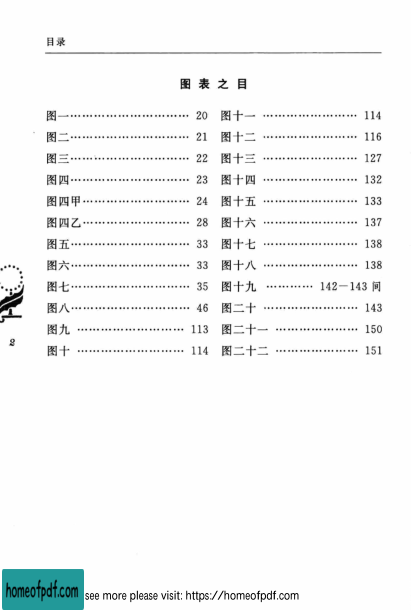 目录
图表之目
图一………………………… 20
图二………………………… 21
图三………………………… 22
图四………………………… 23
图四甲……………………… 24
图四乙……………………… 28
图五………………………… 33
图六………………………… 33
图七………………………… 35
图八………………………… 46
图九 ……………………… 113
图十 ……………………… 114
图十一 …………………… 114
图十二 …………………… 116
图十三 …………………… 127
图十四 …………………… 132
图十五 …………………… 133
图十六 …………………… 137
图十七 …………………… 138
图十八 …………………… 138
图十九 ………… 142－143 间
图二十 …………………… 143
图二十一 ………………… 150
图二十二 ………………… 151
2
homeofpdf.com
see more please visit: https://homeofpdf.com